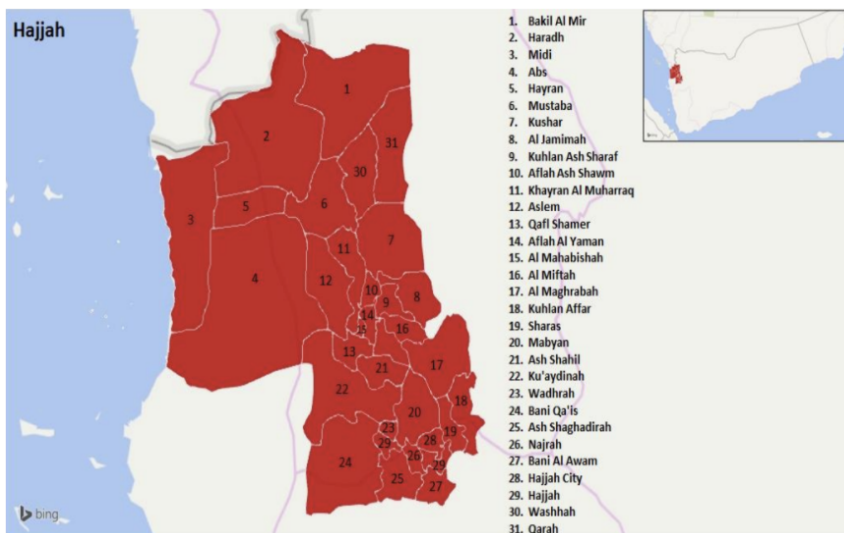 Hajjah
1. Bakil Al Mir
2. Haradh
3. Midi
4. Abs
5. Hayran
6. Mustaba
7. Kushar
8. Al Jamimah
9. Kuhlan Ash Sharaf
10. Aflah Ash Shawm
11. Khayran Al Muharraq
12. Aslem
13. Qafl Shamer
14. Aflah Al Yaman
15. Al Mahabishah
16. Al Miftah
17. Al Maghrabah
18. Kuhlan Affar
19. Sharas
20. Mabyan
21. Ash Shahil
22. Ku'aydinah
23. Wadhrah
24. Bani Qa'is
25. Ash Shaghadirah
26. Najrah
27. Bani Al Awam
28. Hajjah City
29. Hajjah
30. Washhah
31. Qarah
1
2
31
30
3
5
6
7
4
11
12
10
9
8
14
15
16
13
21
17
22
18
20
23
19
28
29
26
29
24
25
27
bing